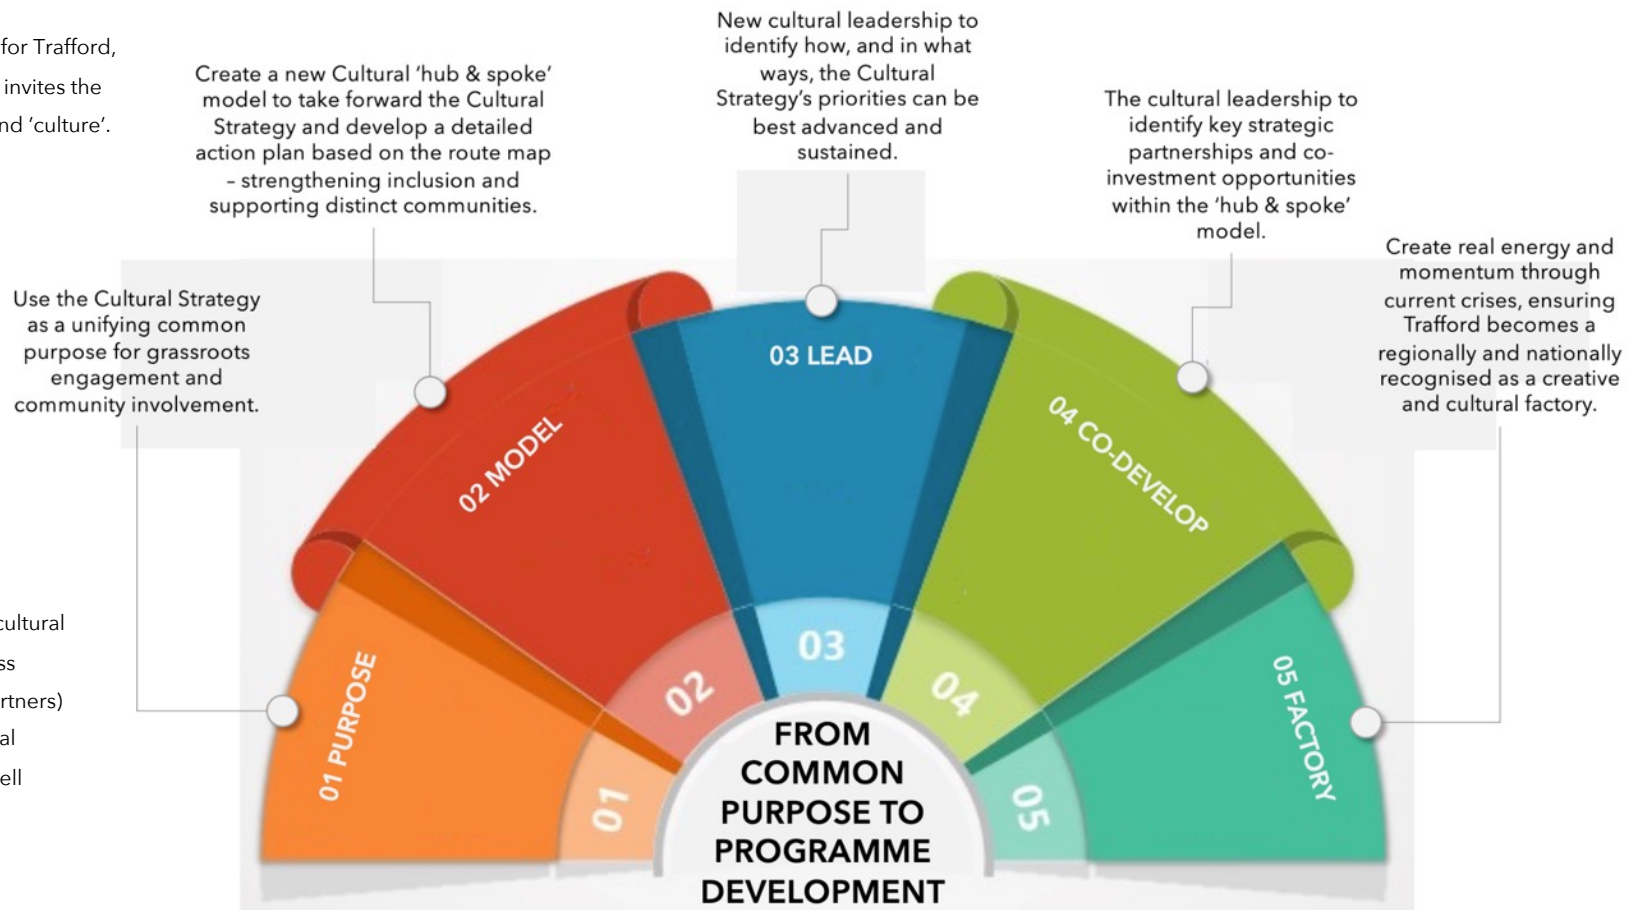 for Trafford,
invites the
nd 'culture'.
Create a new Cultural ‘hub & spoke’
model to take forward the Cultural
Strategy and develop a detailed
action plan based on the route map
– strengthening inclusion and
supporting distinct communities.
New cultural leadership to
identify how, and in what
ways, the Cultural
Strategy’s priorities can be
best advanced and
sustained.
The cultural leadership to
identify key strategic
partnerships and co-
investment opportunities
within the ‘hub & spoke’
model.
Create real energy and
momentum through
current crises, ensuring
Trafford becomes a
regionally and nationally
recognised as a creative
and cultural factory.
Use the Cultural Strategy
as a unifying common
purpose for grassroots
engagement and
community involvement.
cultural
ss
rtners)
al
ell
01 PURPOSE
02 MODEL
03 LEAD
04 CO-DEVELOP
05 FACTORY
01
02
03
04
05
FROM
COMMON
PURPOSE TO
PROGRAMME
DEVELOPMENT